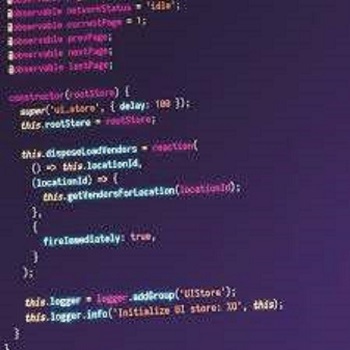 @observable networkStatus = 'idle';
@observable currentPage = 1;
@observable prevPage;
@observable nextPage;
@observable lastPage;
constructor(rootStore) {
super('ui.store', { delay: 100 });
this.rootStore = rootStore;
this.disposeLoadVendors = reaction(
() => this.locationId,
(locationId) => {
this.getVendorsForLocation(locationId);
},
{
fireImmediately: true,
}
);
this.logger = logger.addGroup('UIStore');
this.logger.info('Initialize UI store: %O', this);
}